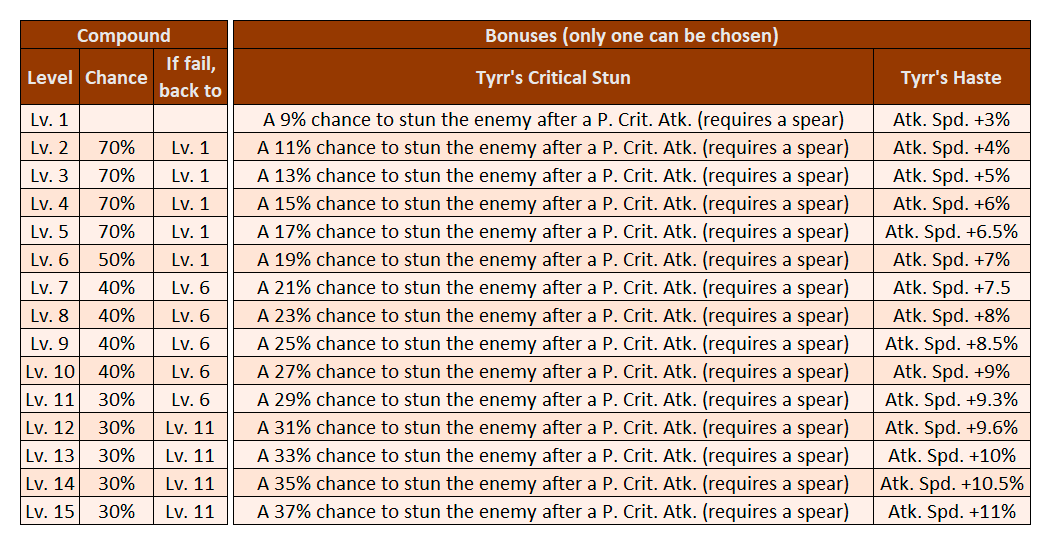 Compound Bonuses (only one can be chosen)
Level Chance If fail, back to Tyrr's Critical Stun Tyrr's Haste
Lv. 1 A 9% chance to stun the enemy after a P. Crit. Atk. (requires a spear) Atk. Spd. +3%
Lv. 2 70% Lv. 1 A 11% chance to stun the enemy after a P. Crit. Atk. (requires a spear) Atk. Spd. +4%
Lv. 3 70% Lv. 1 A 13% chance to stun the enemy after a P. Crit. Atk. (requires a spear) Atk. Spd. +5%
Lv. 4 70% Lv. 1 A 15% chance to stun the enemy after a P. Crit. Atk. (requires a spear) Atk. Spd. +6%
Lv. 5 70% Lv. 1 A 17% chance to stun the enemy after a P. Crit. Atk. (requires a spear) Atk. Spd. +6.5%
Lv. 6 50% Lv. 1 A 19% chance to stun the enemy after a P. Crit. Atk. (requires a spear) Atk. Spd. +7%
Lv. 7 40% Lv. 6 A 21% chance to stun the enemy after a P. Crit. Atk. (requires a spear) Atk. Spd. +7.5
Lv. 8 40% Lv. 6 A 23% chance to stun the enemy after a P. Crit. Atk. (requires a spear) Atk. Spd. +8%
Lv. 9 40% Lv. 6 A 25% chance to stun the enemy after a P. Crit. Atk. (requires a spear) Atk. Spd. +8.5%
Lv. 10 40% Lv. 6 A 27% chance to stun the enemy after a P. Crit. Atk. (requires a spear) Atk. Spd. +9%
Lv. 11 30% Lv. 6 A 29% chance to stun the enemy after a P. Crit. Atk. (requires a spear) Atk. Spd. +9.3%
Lv. 12 30% Lv. 11 A 31% chance to stun the enemy after a P. Crit. Atk. (requires a spear) Atk. Spd. +9.6%
Lv. 13 30% Lv. 11 A 33% chance to stun the enemy after a P. Crit. Atk. (requires a spear) Atk. Spd. +10%
Lv. 14 30% Lv. 11 A 35% chance to stun the enemy after a P. Crit. Atk. (requires a spear) Atk. Spd. +10.5%
Lv. 15 30% Lv. 11 A 37% chance to stun the enemy after a P. Crit. Atk. (requires a spear) Atk. Spd. +11%